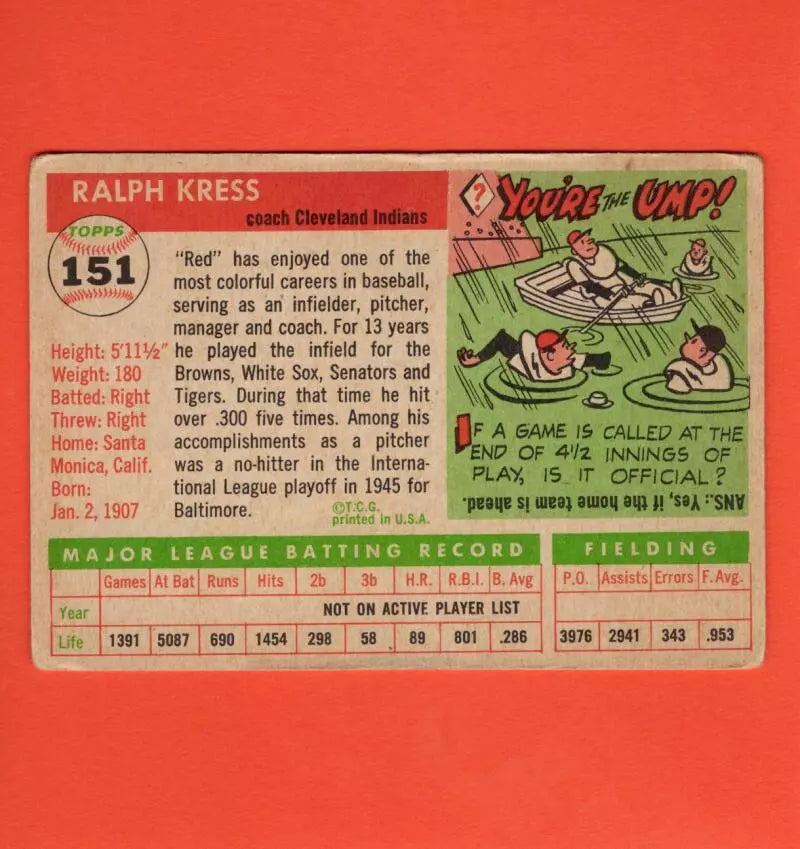 RALPH KRESS
coach Cleveland Indians
TOPPS
151
Height: 5'11½"
Weight: 180
Batted: Right
Threw: Right
Home: Santa
Monica, Calif.
Born:
Jan. 2, 1907
"Red" has enjoyed one of the
most colorful careers in baseball,
serving as an infielder, pitcher,
manager and coach. For 13 years
he played the infield for the
Browns, White Sox, Senators and
Tigers. During that time he hit
over .300 five times. Among his
accomplishments as a pitcher
was a no-hitter in the Interna-
tional League playoff in 1945 for
Baltimore.
©T.C.G.
printed in U.S.A.
? YOU'RE THE UMP!
IF A GAME IS CALLED AT THE
END OF 4 1/2 INNINGS OF
PLAY, IS IT OFFICIAL?
ANS.: Yes, if the home team is ahead.
MAJOR LEAGUE BATTING RECORD
Games At Bat Runs Hits 2b 3b H.R. R.B.I. B. Avg
Year NOT ON ACTIVE PLAYER LIST
Life 1391 5087 690 1454 298 58 89 801 .286
FIELDING
P.O. Assists Errors F. Avg.
3976 2941 343 .953